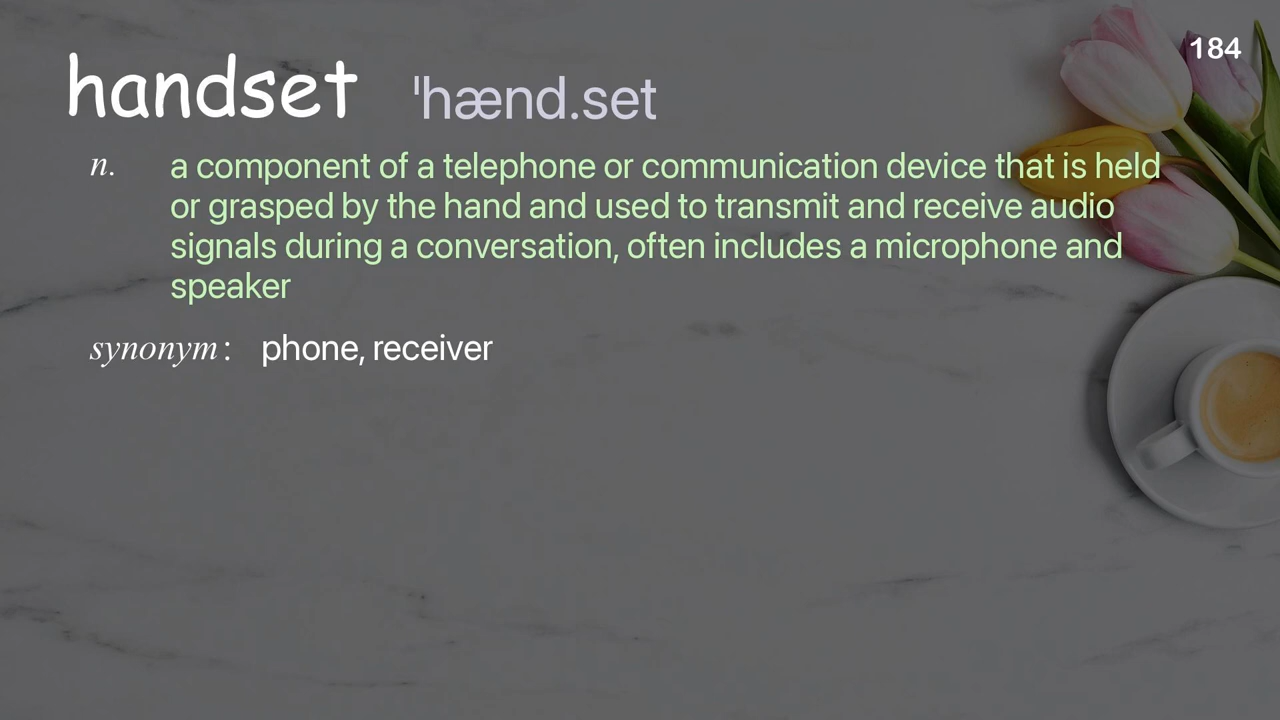 184
handset ˈhænd.set
n. a component of a telephone or communication device that is held
or grasped by the hand and used to transmit and receive audio
signals during a conversation, often includes a microphone and
speaker
synonym : phone, receiver